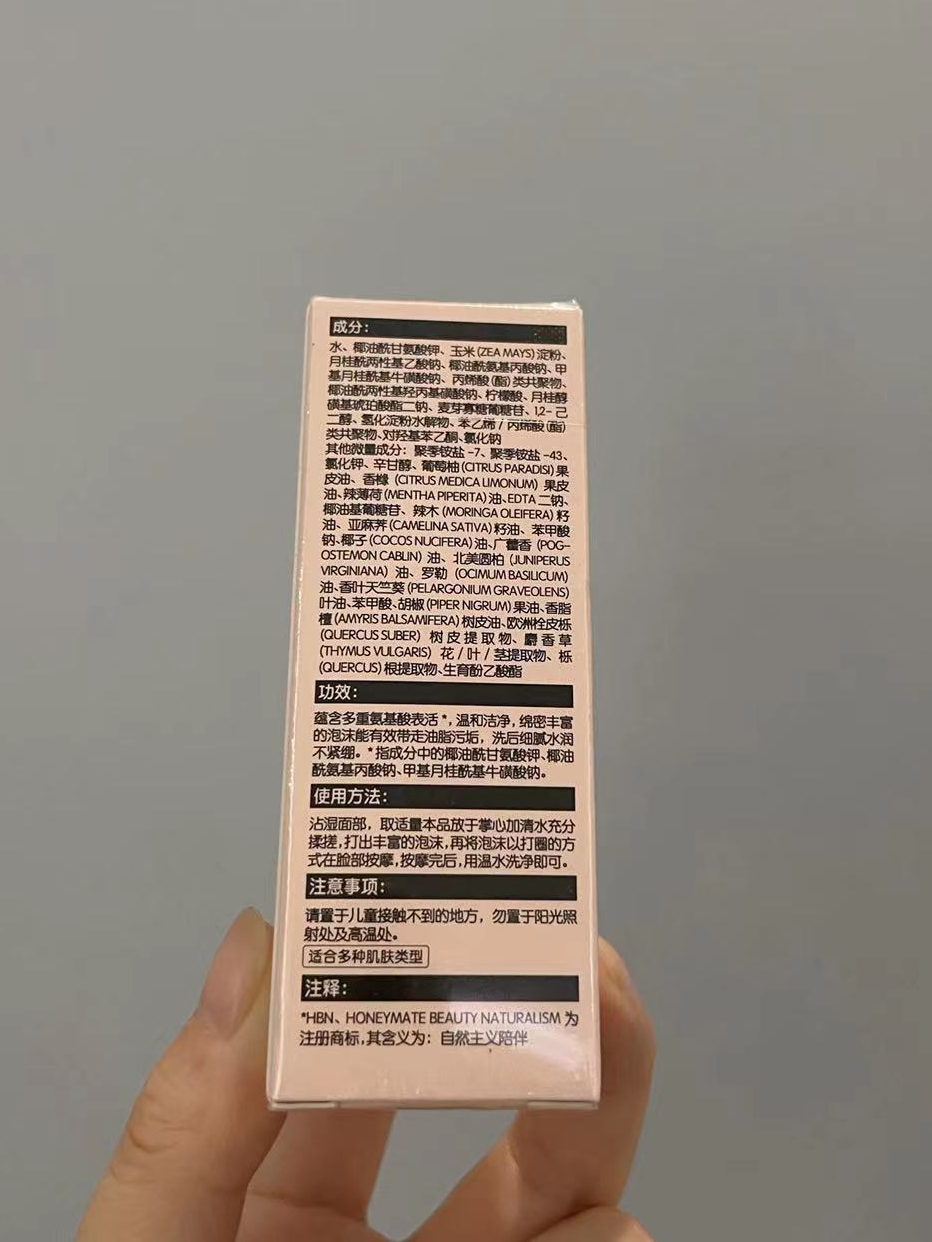 成分：
水、椰油酰甘氨酸钾、玉米(ZEA MAYS)淀粉、
月桂酰两性基乙酸钠、椰油酰氨基丙酸钠、甲
基月桂酰基牛磺酸钠、丙烯酸(酯)类共聚物、
椰油酰两性基羟丙基磺酸钠、柠檬酸、月桂醇
磺基琥珀酸酯二钠、麦芽寡糖葡糖苷、1,2-己
二醇、氢化淀粉水解物、苯乙烯/丙烯酸(酯)
类共聚物、对羟基苯乙酮、氯化钠
其他微量成分：聚季铵盐-7、聚季铵盐-43、
氯化钾、辛甘醇、葡萄柚(CITRUS PARADISI)果
皮油、香橼(CITRUS MEDICA LIMONUM)果皮
油、辣薄荷(MENTHA PIPERITA)油、EDTA二钠、
椰油基葡糖苷、辣木(MORINGA OLEIFERA)籽
油、亚麻荠(CAMELINA SATIVA)籽油、苯甲酸
钠、椰子(COCOS NUCIFERA)油、广藿香(POG-
OSTEMON CABLIN)油、北美圆柏(JUNIPERUS
VIRGINIANA)油、罗勒(OCIMUM BASILICUM)
油、香叶天竺葵(PELARGONIUM GRAVEOLENS)
叶油、苯甲酸、胡椒(PIPER NIGRUM)果油、香脂
檀(AMYRIS BALSAMIFERA)树皮油、欧洲栓皮栎
(QUERCUS SUBER)树皮提取物、麝香草
(THYMUS VULGARIS)花/叶/茎提取物、栎
(QUERCUS)根提取物、生育酚乙酸酯
功效：
蕴含多重氨基酸表活*，温和洁净，绵密丰富
的泡沫能有效带走油脂污垢，洗后细腻水润
不紧绷。*指成分中的椰油酰甘氨酸钾、椰油
酰氨基丙酸钠、甲基月桂酰基牛磺酸钠。
使用方法：
沾湿面部，取适量本品放于掌心加清水充分
揉搓，打出丰富的泡沫，再将泡沫以打圈的方
式在脸部按摩，按摩完后，用温水洗净即可。
注意事项：
请置于儿童接触不到的地方，勿置于阳光照
射处及高温处。
适合多种肌肤类型
注释：
*HBN、HONEYMATE BEAUTY NATURALISM 为
注册商标，其含义为：自然主义陪伴